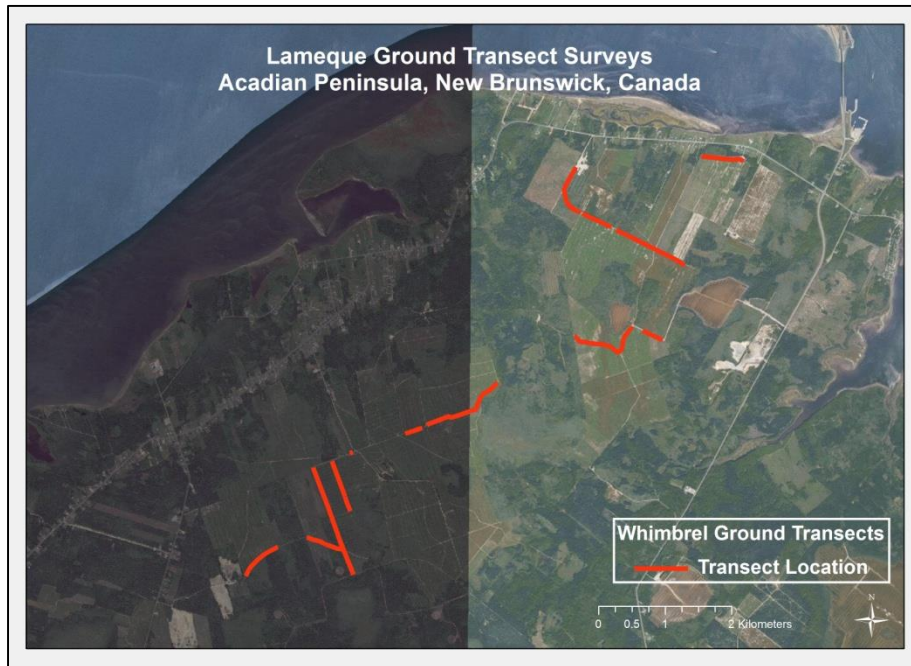 Lameque Ground Transect Surveys
Acadian Peninsula, New Brunswick, Canada
Whimbrel Ground Transects
Transect Location
N
0 0.5 1 2 Kilometers